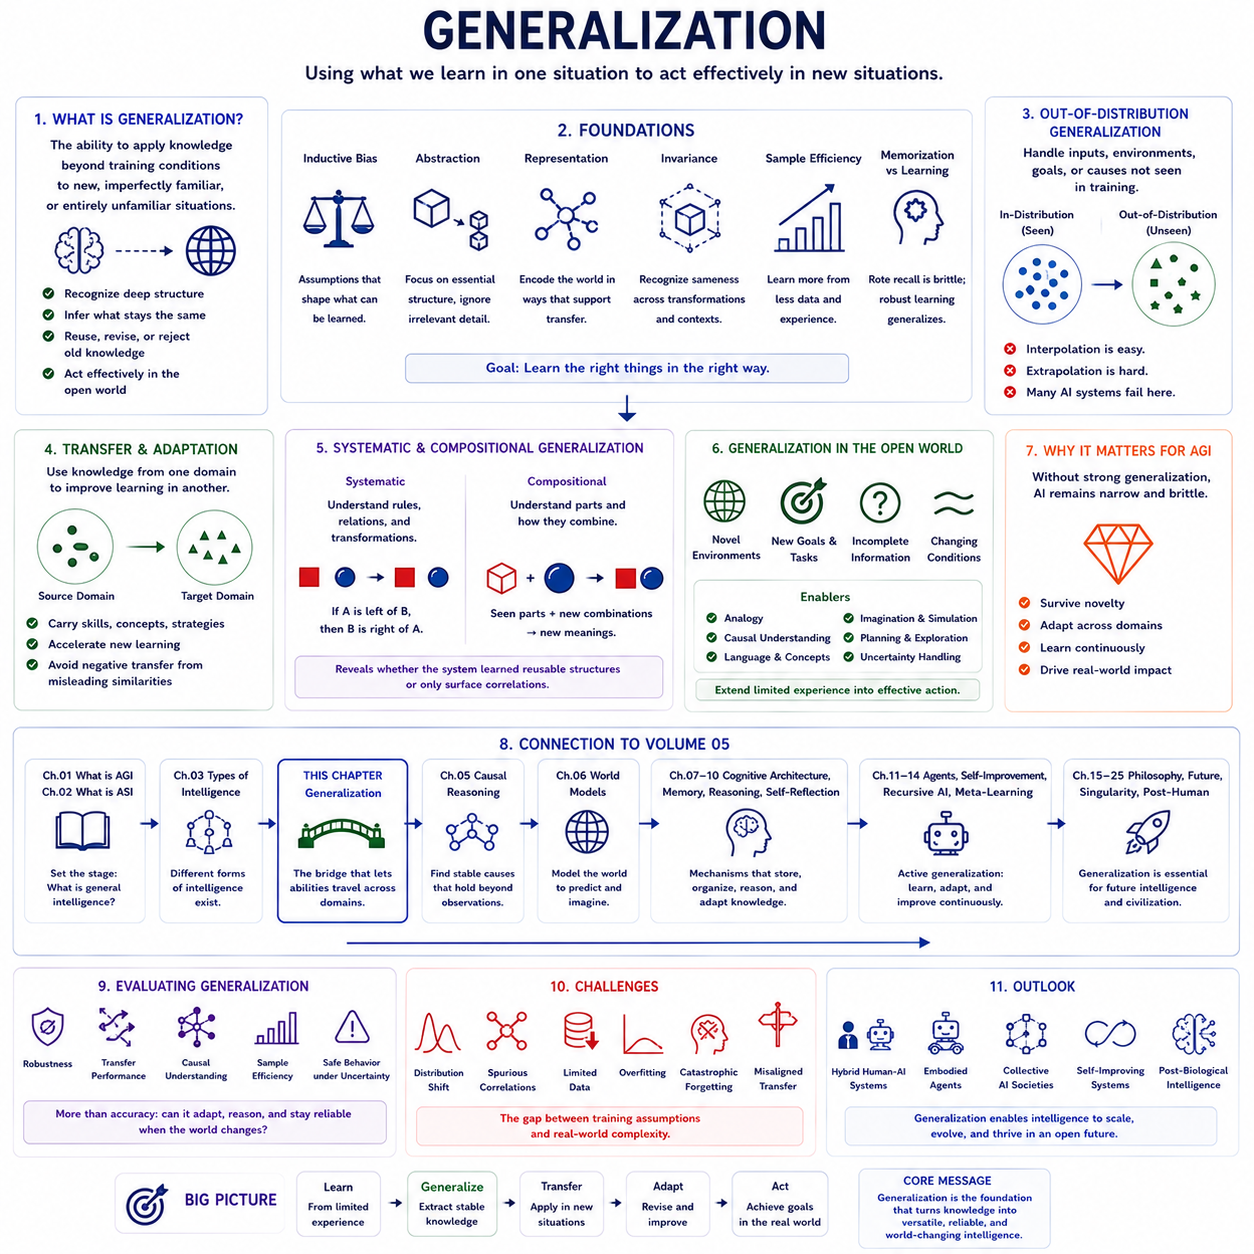 GENERALIZATION
Using what we learn in one situation to act effectively in new situations.
1. WHAT IS GENERALIZATION?
The ability to apply knowledge
beyond training conditions
to new, imperfectly familiar,
or entirely unfamiliar situations.
Recognize deep structure
Infer what stays the same
Reuse, revise, or reject
old knowledge
Act effectively in the
open world
2. FOUNDATIONS
Inductive Bias
Assumptions that
shape what can
be learned.
Abstraction
Focus on essential
structure, ignore
irrelevant detail.
Representation
Encode the world in
ways that support
transfer.
Invariance
Recognize sameness
across transformations
and contexts.
Sample Efficiency
Learn more from
less data and
experience.
Memorization
vs Learning
Rote recall is brittle;
robust learning
generalizes.
Goal: Learn the right things in the right way.
3. OUT-OF-DISTRIBUTION
GENERALIZATION
Handle inputs, environments,
goals, or causes not seen
in training.
In-Distribution
(Seen)
Out-of-Distribution
(Unseen)
Interpolation is easy.
Extrapolation is hard.
Many AI systems fail here.
4. TRANSFER & ADAPTATION
Use knowledge from one domain
to improve learning in another.
Source Domain
Target Domain
Carry skills, concepts, strategies
Accelerate new learning
Avoid negative transfer from
misleading similarities
5. SYSTEMATIC & COMPOSITIONAL GENERALIZATION
Systematic
Understand rules,
relations, and
transformations.
If A is left of B,
then B is right of A.
Compositional
Understand parts and
how they combine.
+
Seen parts + new combinations
→ new meanings.
Reveals whether the system learned reusable structures
or only surface correlations.
6. GENERALIZATION IN THE OPEN WORLD
Novel
Environments
New Goals &
Tasks
?
Incomplete
Information
Changing
Conditions
Enablers
Analogy
Causal Understanding
Language & Concepts
Imagination & Simulation
Planning & Exploration
Uncertainty Handling
Extend limited experience into effective action.
7. WHY IT MATTERS FOR AGI
Without strong generalization,
AI remains narrow and brittle.
Survive novelty
Adapt across domains
Learn continuously
Drive real-world impact
8. CONNECTION TO VOLUME 05
Ch.01 What is AGI
Ch.02 What is ASI
Set the stage:
What is general
intelligence?
Ch.03 Types of
Intelligence
Different forms
of intelligence
exist.
THIS CHAPTER
Generalization
The bridge that lets
abilities travel across
domains.
Ch.05 Causal
Reasoning
Find stable causes
that hold beyond
observations.
Ch.06 World
Models
Model the world
to predict and
imagine.
Ch.07–10 Cognitive Architecture,
Memory, Reasoning, Self-Reflection
Mechanisms that store,
organize, reason, and
adapt knowledge.
Ch.11–14 Agents, Self-Improvement,
Recursive AI, Meta-Learning
Active generalization:
learn, adapt, and
improve continuously.
Ch.15–25 Philosophy, Future,
Singularity, Post-Human
Generalization is essential
for future intelligence
and civilization.
9. EVALUATING GENERALIZATION
Robustness
Transfer
Performance
Causal
Understanding
Sample
Efficiency
Safe Behavior
under Uncertainty
More than accuracy: can it adapt, reason, and stay reliable
when the world changes?
10. CHALLENGES
Distribution
Shift
Spurious
Correlations
Limited
Data
Overfitting
Catastrophic
Forgetting
Misaligned
Transfer
The gap between training assumptions
and real-world complexity.
11. OUTLOOK
Hybrid Human-AI
Systems
Embodied
Agents
Collective
AI Societies
Self-Improving
Systems
Post-Biological
Intelligence
Generalization enables intelligence to scale,
evolve, and thrive in an open future.
BIG PICTURE
Learn
From limited
experience
Generalize
Extract stable
knowledge
Transfer
Apply in new
situations
Adapt
Revise and
improve
Act
Achieve goals
in the real world
CORE MESSAGE
Generalization is the foundation
that turns knowledge into
versatile, reliable, and
world-changing intelligence.